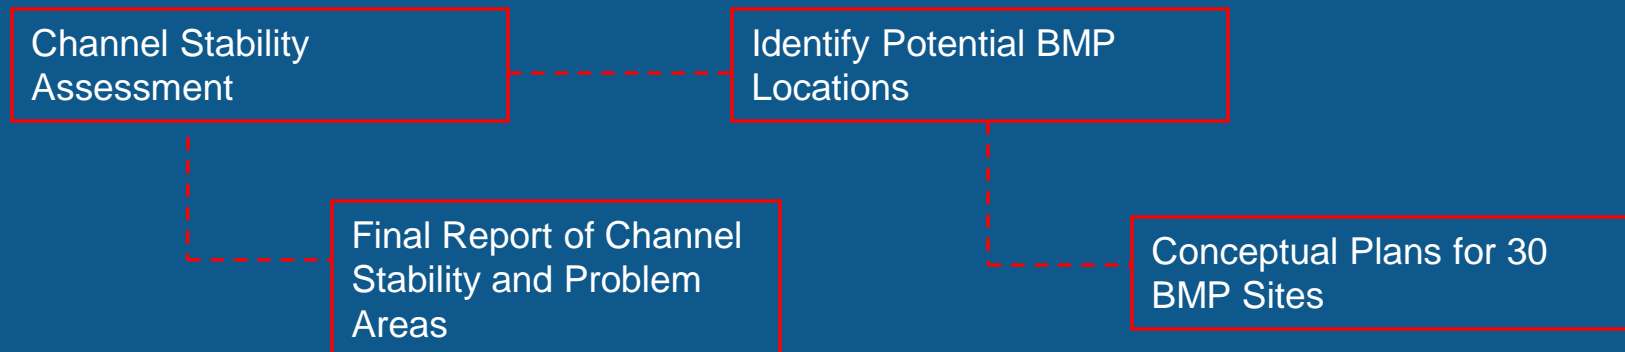 Channel Stability
Assessment
Identify Potential BMP
Locations
Final Report of Channel
Stability and Problem
Areas
Conceptual Plans for 30
BMP Sites